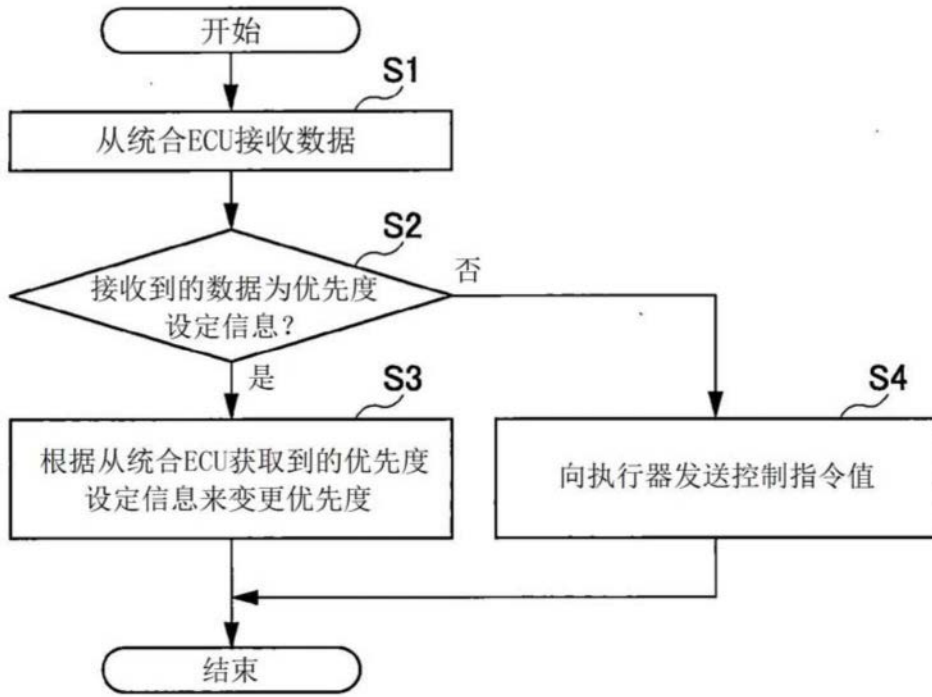 开始
S1
从统合ECU接收数据
S2
接收到的数据为优先度
设定信息?
否
是
S3
根据从统合ECU获取到的优先度
设定信息来变更优先度
S4
向执行器发送控制指令值
结束